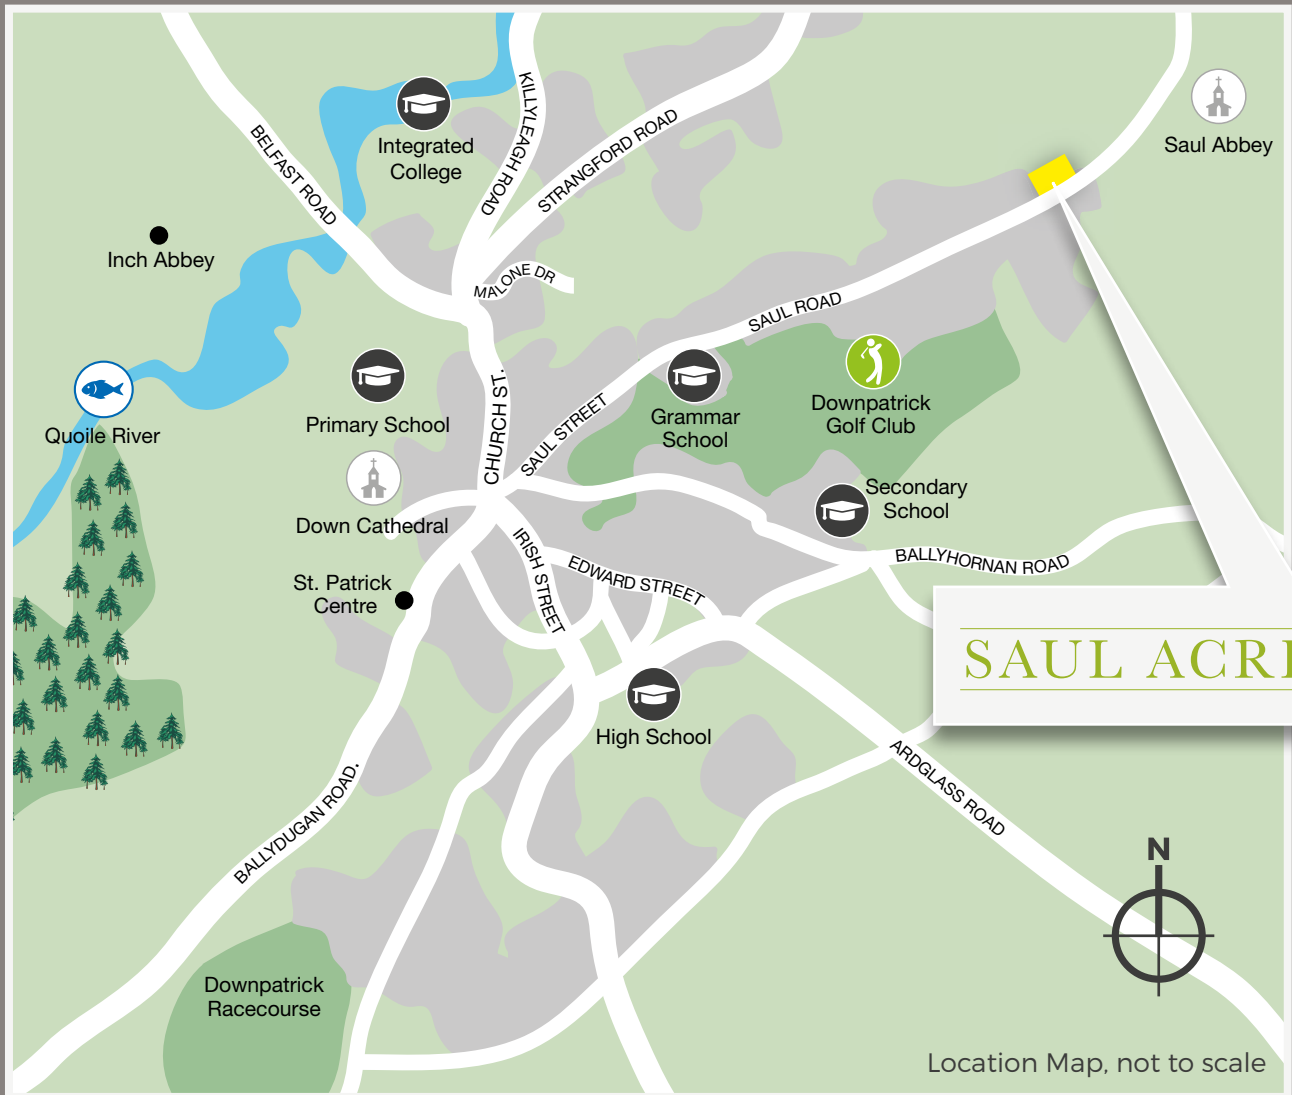 KILLYLEAGH ROAD
BELFAST ROAD
Integrated
College
STRANGFORD ROAD
Saul Abbey
Inch Abbey
MALONE DR
SAUL ROAD
Quoile River
Primary School
CHURCH ST.
SAUL STREET
Grammar
School
Downpatrick
Golf Club
Down Cathedral
Secondary
School
IRISH STREET
EDWARD STREET
BALLYHORNAN ROAD
St. Patrick
Centre
SAUL ACR
High School
ARDGLASS ROAD
BALLYDUGAN ROAD.
N
Downpatrick
Racecourse
Location Map, not to scale